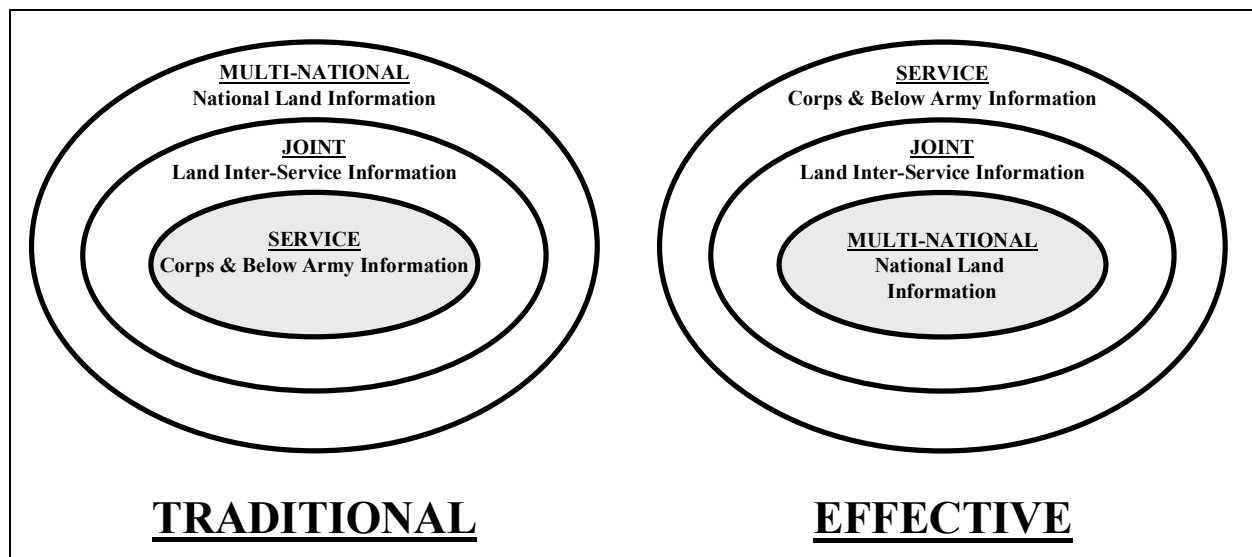 MULTI-NATIONAL
National Land Information
JOINT
Land Inter-Service Information
SERVICE
Corps & Below Army Information
TRADITIONAL
SERVICE
Corps & Below Army Information
JOINT
Land Inter-Service Information
MULTI-NATIONAL
National Land
Information
EFFECTIVE